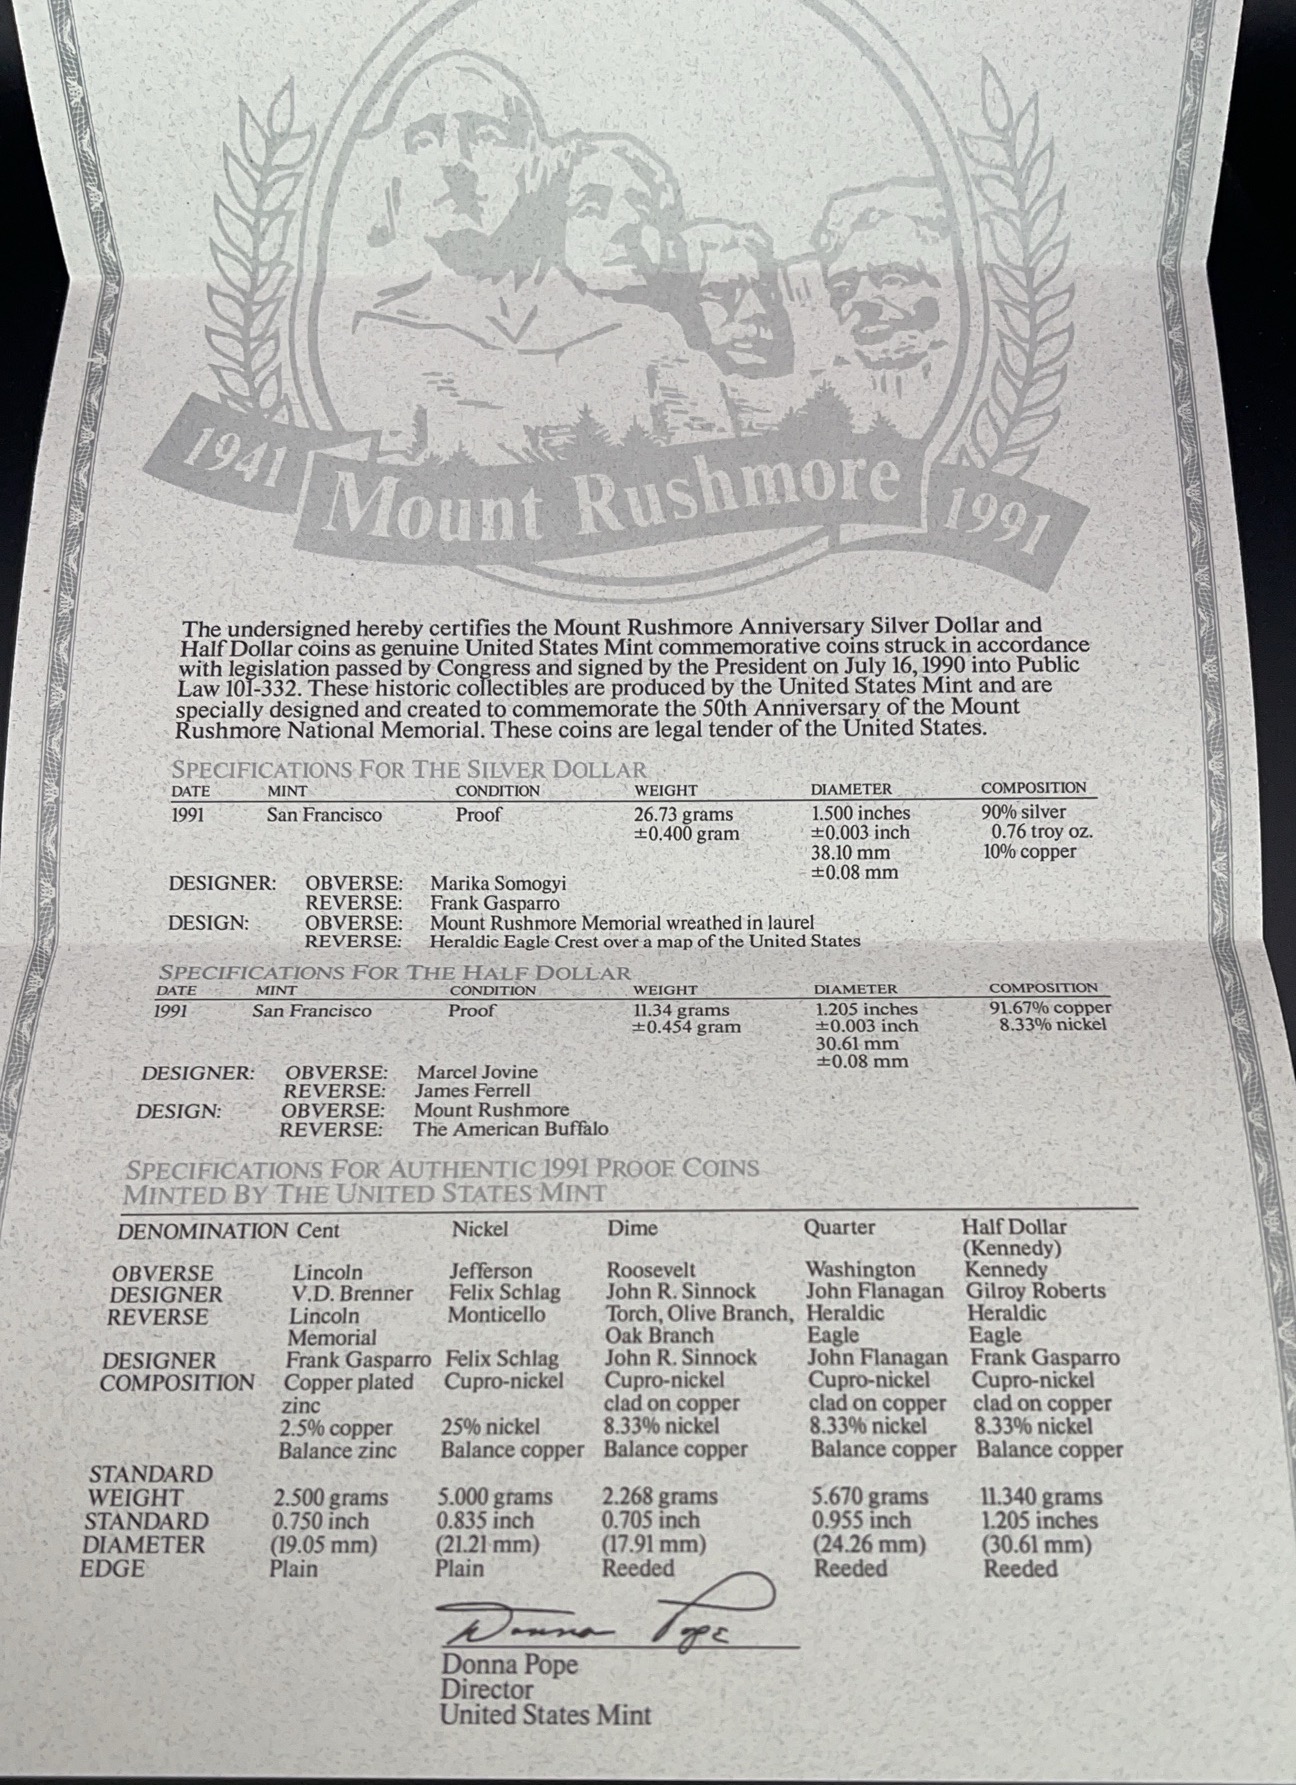 1941 Mount Rushmore 1991
The undersigned hereby certifies the Mount Rushmore Anniversary Silver Dollar and
Half Dollar coins as genuine United States Mint commemorative coins struck in accordance
with legislation passed by Congress and signed by the President on July 16, 1990 into Public
Law 101-332. These historic collectibles are produced by the United States Mint and are
specially designed and created to commemorate the 50th Anniversary of the Mount
Rushmore National Memorial. These coins are legal tender of the United States.
SPECIFICATIONS FOR THE SILVER DOLLAR
DATE MINT CONDITION WEIGHT DIAMETER COMPOSITION
1991 San Francisco Proof 26.73 grams 1.500 inches 90% silver
±0.400 gram ±0.003 inch 0.76 troy oz.
38.10 mm 10% copper
±0.08 mm
DESIGNER: OBVERSE: Marika Somogyi
REVERSE: Frank Gasparro
DESIGN: OBVERSE: Mount Rushmore Memorial wreathed in laurel
REVERSE: Heraldic Eagle Crest over a map of the United States
SPECIFICATIONS FOR THE HALF DOLLAR
DATE MINT CONDITION WEIGHT DIAMETER COMPOSITION
1991 San Francisco Proof 11.34 grams 1.205 inches 91.67% copper
±0.454 gram ±0.003 inch 8.33% nickel
30.61 mm
±0.08 mm
DESIGNER: OBVERSE: Marcel Jovine
REVERSE: James Ferrell
DESIGN: OBVERSE: Mount Rushmore
REVERSE: The American Buffalo
SPECIFICATIONS FOR AUTHENTIC 1991 PROOF COINS
MINTED BY THE UNITED STATES MINT
DENOMINATION Cent Nickel Dime Quarter Half Dollar
(Kennedy)
OBVERSE Lincoln Jefferson Roosevelt Washington Kennedy
DESIGNER V.D. Brenner Felix Schlag John R. Sinnock John Flanagan Gilroy Roberts
REVERSE Lincoln Monticello Torch, Olive Branch, Heraldic Heraldic
Memorial Oak Branch Eagle Eagle
DESIGNER Frank Gasparro Felix Schlag John R. Sinnock John Flanagan Frank Gasparro
COMPOSITION Copper plated Cupro-nickel Cupro-nickel Cupro-nickel Cupro-nickel
zinc clad on copper clad on copper clad on copper
2.5% copper 25% nickel 8.33% nickel 8.33% nickel 8.33% nickel
Balance zinc Balance copper Balance copper Balance copper Balance copper
STANDARD
WEIGHT 2.500 grams 5.000 grams 2.268 grams 5.670 grams 11.340 grams
STANDARD 0.750 inch 0.835 inch 0.705 inch 0.955 inch 1.205 inches
DIAMETER (19.05 mm) (21.21 mm) (17.91 mm) (24.26 mm) (30.61 mm)
EDGE Plain Plain Reeded Reeded Reeded
Donna Pope
Donna Pope
Director
United States Mint